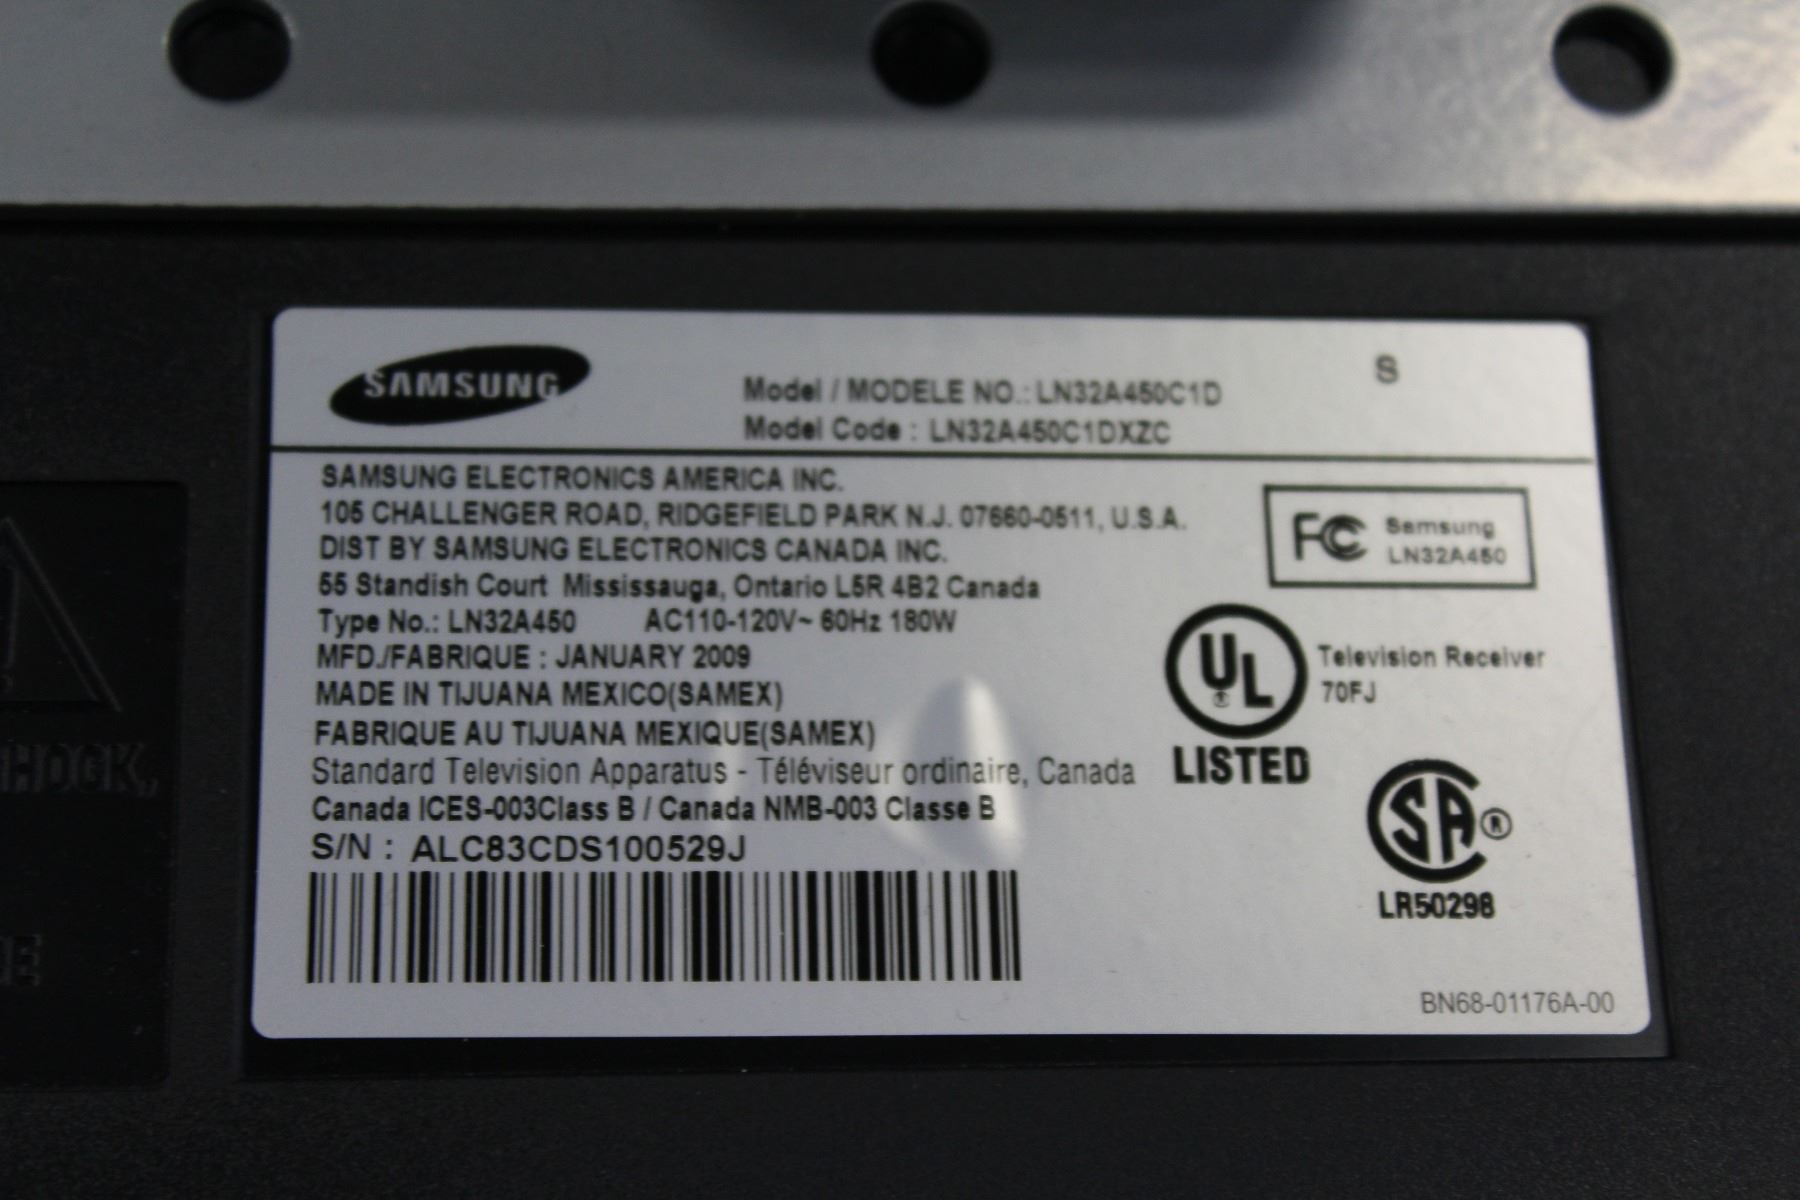 SAMSUNG
Model / MODELE NO.: LN32A450C1D
S
Model Code : LN32A450C1DXZC
SAMSUNG ELECTRONICS AMERICA INC.
105 CHALLENGER ROAD, RIDGEFIELD PARK N.J. 07660-0511, U.S.A.
DIST BY SAMSUNG ELECTRONICS CANADA INC.
55 Standish Court Mississauga, Ontario L5R 4B2 Canada
Type No.: LN32A450 AC110-120V~ 60Hz 180W
MFD./FABRIQUE : JANUARY 2009
MADE IN TIJUANA MEXICO(SAMEX)
FABRIQUE AU TIJUANA MEXIQUE(SAMEX)
Standard Television Apparatus - Téléviseur ordinaire, Canada
Canada ICES-003Class B / Canada NMB-003 Classe B
S/N : ALC83CDS100529J
FC Samsung
LN32A450
UL
LISTED
Television Receiver
70FJ
SA ®
LR50298
BN68-01176A-00
SHOCK,